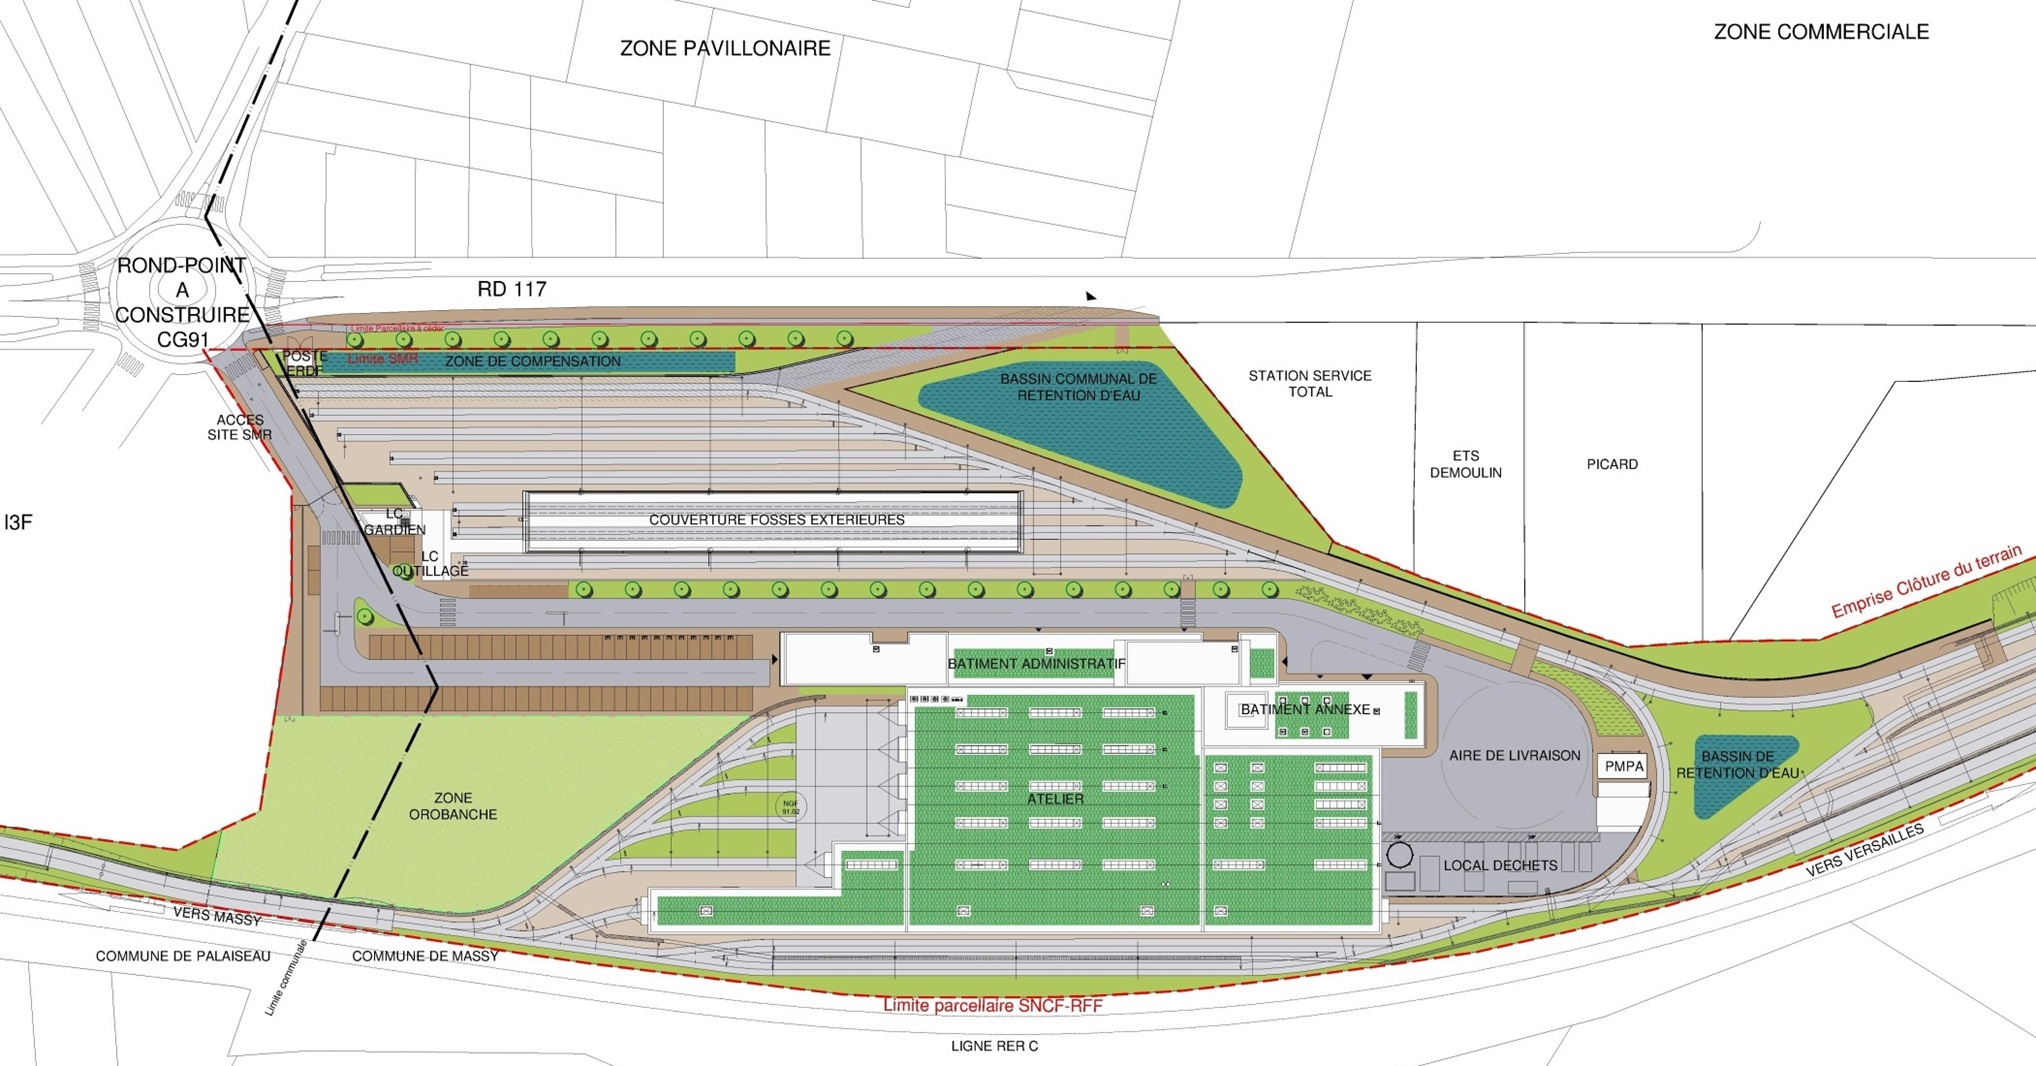 ZONE COMMERCIALE
ZONE PAVILLONAIRE
ROND-POINT
A
CONSTRUIRE
CG91
RD 117
Limite Parcellaire à céder
Limite SMR
POSTE
ERDF
ZONE DE COMPENSATION
BASSIN COMMUNAL DE
RETENTION D'EAU
STATION SERVICE
TOTAL
ETS
DEMOULIN
PICARD
ACCES
SITE SMR
I3F
LC
GARDIEN
LC
OUTILLAGE
COUVERTURE FOSSES EXTERIEURES
Emprise Clôture du terrain
BATIMENT ADMINISTRATIF
BATIMENT ANNEXE
AIRE DE LIVRAISON
PMPA
BASSIN DE
RETENTION D'EAU
ZONE
OROBANCHE
NGF
91.02
ATELIER
LOCAL DECHETS
VERS VERSAILLES
VERS MASSY
COMMUNE DE PALAISEAU
COMMUNE DE MASSY
Limite communale
Limite parcellaire SNCF-RFF
LIGNE RER C